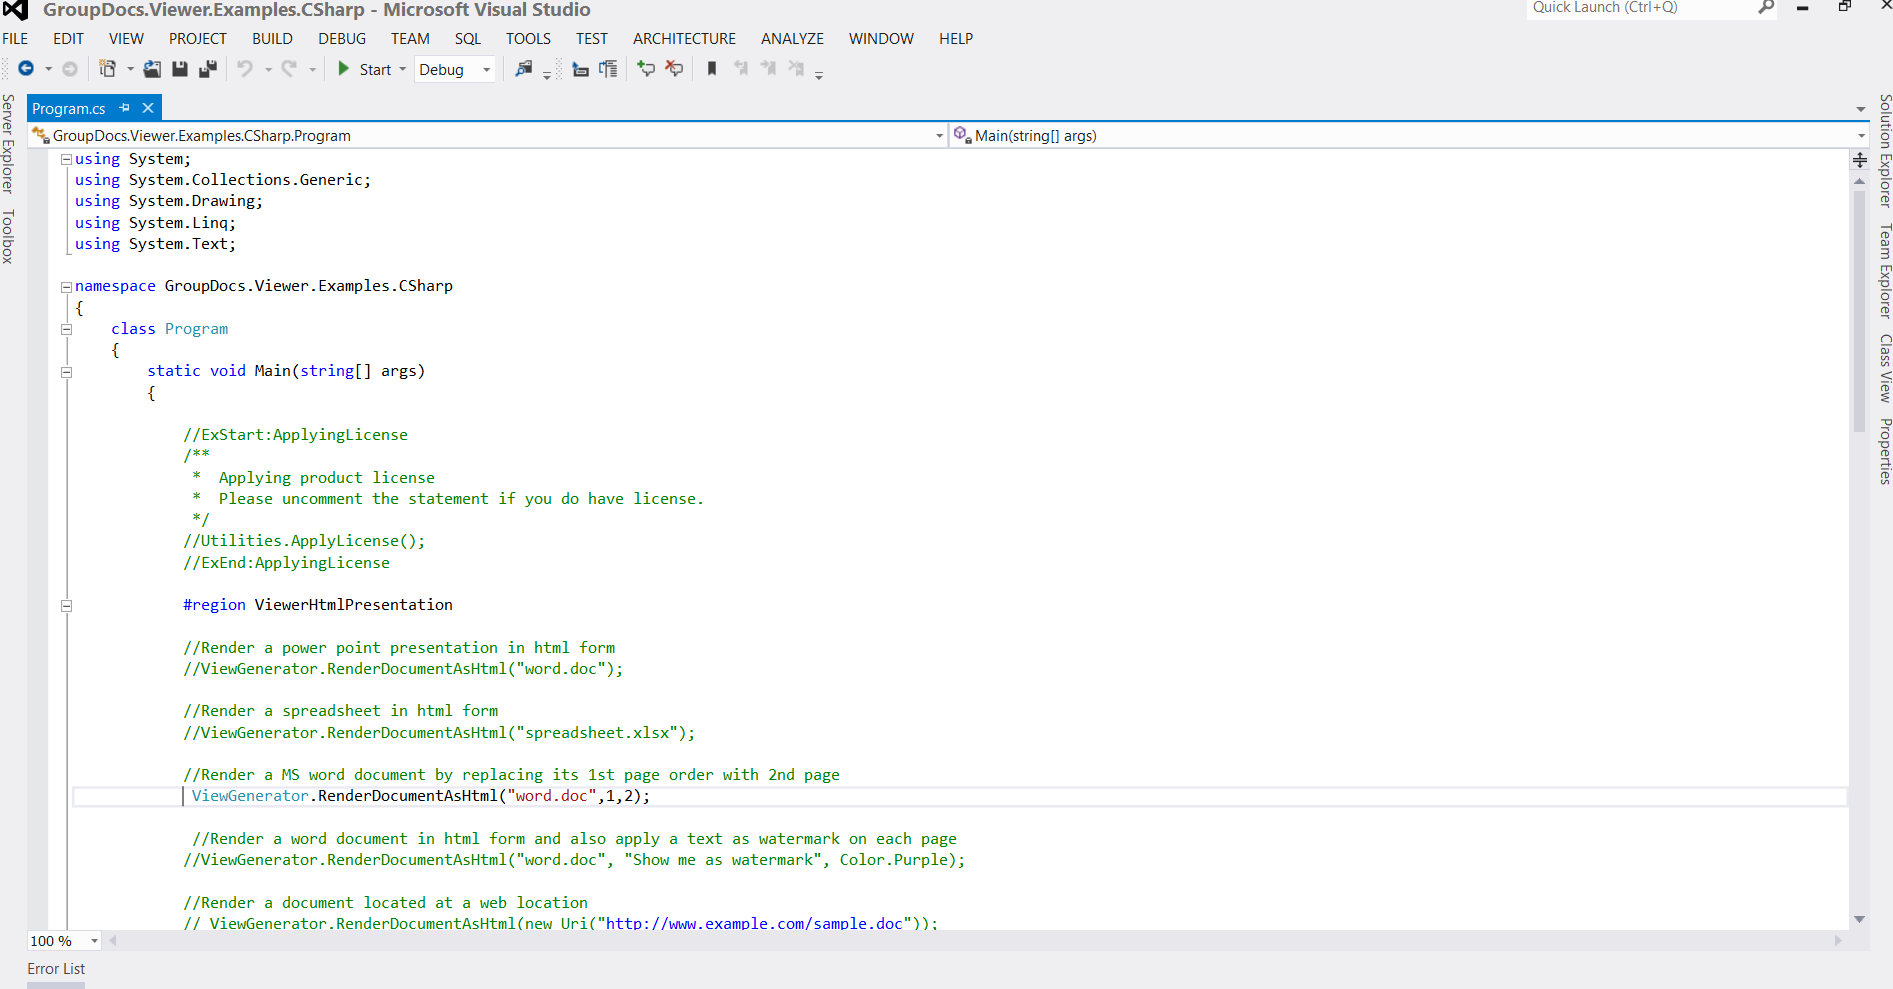 GroupDocs.Viewer.Examples.CSharp - Microsoft Visual Studio
Quick Launch (Ctrl+Q)
FILE EDIT VIEW PROJECT BUILD DEBUG TEAM SQL TOOLS TEST ARCHITECTURE ANALYZE WINDOW HELP
Start Debug
Program.cs
GroupDocs.Viewer.Examples.CSharp.Program
Main(string[] args)
Server Explorer
Toolbox
using System;
using System.Collections.Generic;
using System.Drawing;
using System.Linq;
using System.Text;
namespace GroupDocs.Viewer.Examples.CSharp
{
class Program
{
static void Main(string[] args)
{
//ExStart:ApplyingLicense
/**
* Applying product license
* Please uncomment the statement if you do have license.
*/
//Utilities.ApplyLicense();
//ExEnd:ApplyingLicense
#region ViewerHtmlPresentation
//Render a power point presentation in html form
//ViewGenerator.RenderDocumentAsHtml("word.doc");
//Render a spreadsheet in html form
//ViewGenerator.RenderDocumentAsHtml("spreadsheet.xlsx");
//Render a MS word document by replacing its 1st page order with 2nd page
ViewGenerator.RenderDocumentAsHtml("word.doc",1,2);
//Render a word document in html form and also apply a text as watermark on each page
//ViewGenerator.RenderDocumentAsHtml("word.doc", "Show me as watermark", Color.Purple);
//Render a document located at a web location
// ViewGenerator.RenderDocumentAsHtml(new Uri("http://www.example.com/sample.doc"));
Solution Explorer
Team Explorer
Class View
Properties
100 %
Error List